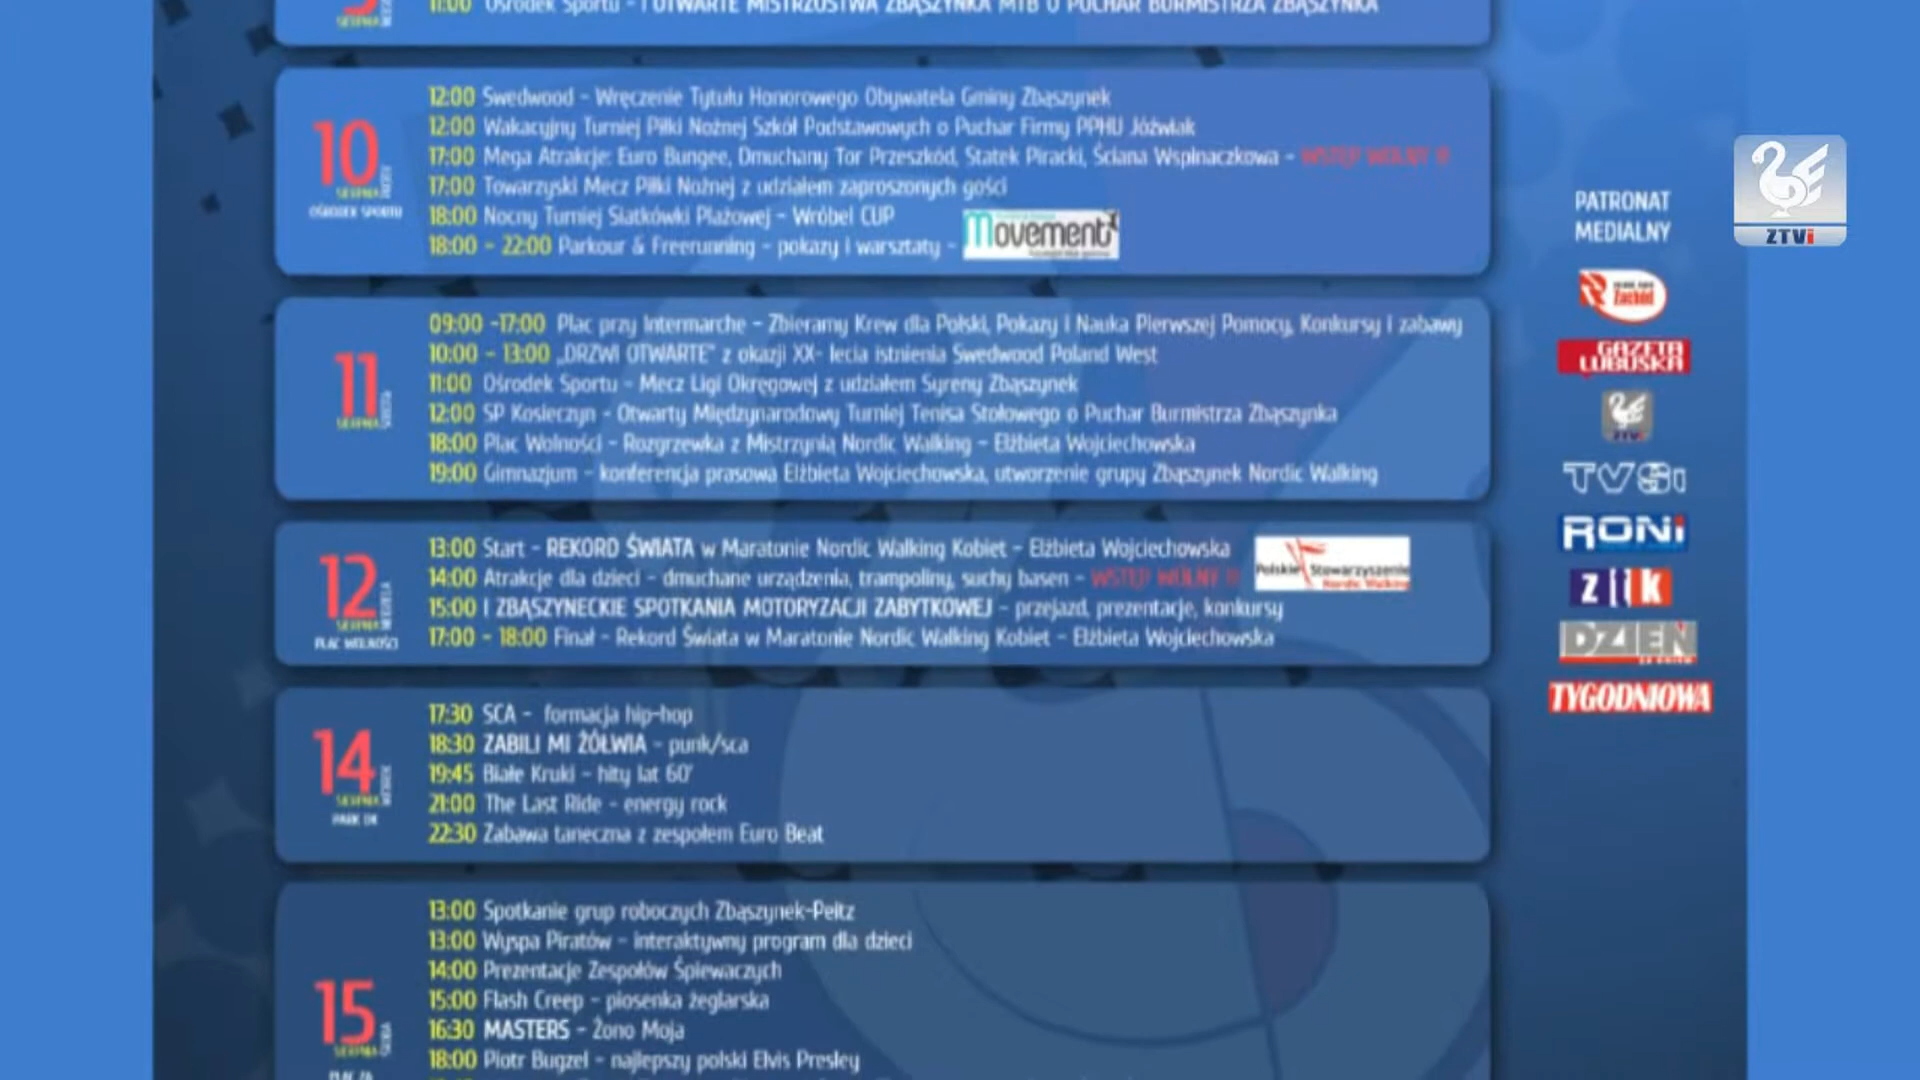 11:00 Ośrodek Sportu - I OTWARTE MISTRZOSTWA ZBĄSZYNKA MTB O PUCHAR BURMISTRZA ZBĄSZYNKA
10
SIERPNIA
OŚRODEK SPORTU
12:00 Swedwood - Wręczenie Tytułu Honorowego Obywatela Gminy Zbąszynek
12:00 Wakacyjny Turniej Piłki Nożnej Szkół Podstawowych o Puchar Firmy PPHU Jóźwiak
17:00 Mega Atrakcje: Euro Bungee, Dmuchany Tor Przeszkód, Statek Piracki, Ściana Wspinaczkowa - WSTĘP WOLNY !!
17:00 Towarzyski Mecz Piłki Nożnej z udziałem zaproszonych gości
18:00 Nocny Turniej Siatkówki Plażowej - Wróbel CUP
18:00 - 22:00 Parkour & Freerunning - pokazy i warsztaty -
Movement
11
SIERPNIA
SOBOTA
09:00 -17:00 Plac przy Intermarche - Zbieramy Krew dla Polski, Pokazy i Nauka Pierwszej Pomocy, Konkursy i zabawy
10:00 - 13:00 „DRZWI OTWARTE" z okazji XX- lecia istnienia Swedwood Poland West
11:00 Ośrodek Sportu - Mecz Ligi Okręgowej z udziałem Syreny Zbąszynek
12:00 SP Kosieczyn - Otwarty Międzynarodowy Turniej Tenisa Stołowego o Puchar Burmistrza Zbąszynka
18:00 Plac Wolności - Rozgrzewka z Mistrzynią Nordic Walking - Elżbieta Wojciechowska
19:00 Gimnazjum - konferencja prasowa Elżbieta Wojciechowska, utworzenie grupy Zbąszynek Nordic Walking
12
SIERPNIA
NIEDZIELA
PLAC WOLNOŚCI
13:00 Start - REKORD ŚWIATA w Maratonie Nordic Walking Kobiet - Elżbieta Wojciechowska
14:00 Atrakcje dla dzieci - dmuchane urządzenia, trampoliny, suchy basen - WSTĘP WOLNY !!
15:00 I ZBĄSZYNECKIE SPOTKANIA MOTORYZACJI ZABYTKOWEJ - przejazd, prezentacje, konkursy
17:00 - 18:00 Finał - Rekord Świata w Maratonie Nordic Walking Kobiet - Elżbieta Wojciechowska
Polskie Stowarzyszenie
Nordic Walking
14
SIERPNIA
WTOREK
PARK DK
17:30 SCA - formacja hip-hop
18:30 ZABILI MI ŻÓŁWIA - punk/sca
19:45 Białe Kruki - hity lat 60'
21:00 The Last Ride - energy rock
22:30 Zabawa taneczna z zespołem Euro Beat
15
SIERPNIA
ŚRODA
13:00 Spotkanie grup roboczych Zbąszynek-Peitz
13:00 Wyspa Piratów - interaktywny program dla dzieci
14:00 Prezentacje Zespołów Śpiewaczych
15:00 Flash Creep - piosenka żeglarska
16:30 MASTERS - Żono Moja
18:00 Piotr Bugzel - najlepszy polski Elvis Presley
PATRONAT
MEDIALNY
Zachód
GAZETA
LUBUSKA
ZTVi
TVSi
RONi
DZIEŃ
ZA DNIEM
TYGODNIOWA
ZTVi